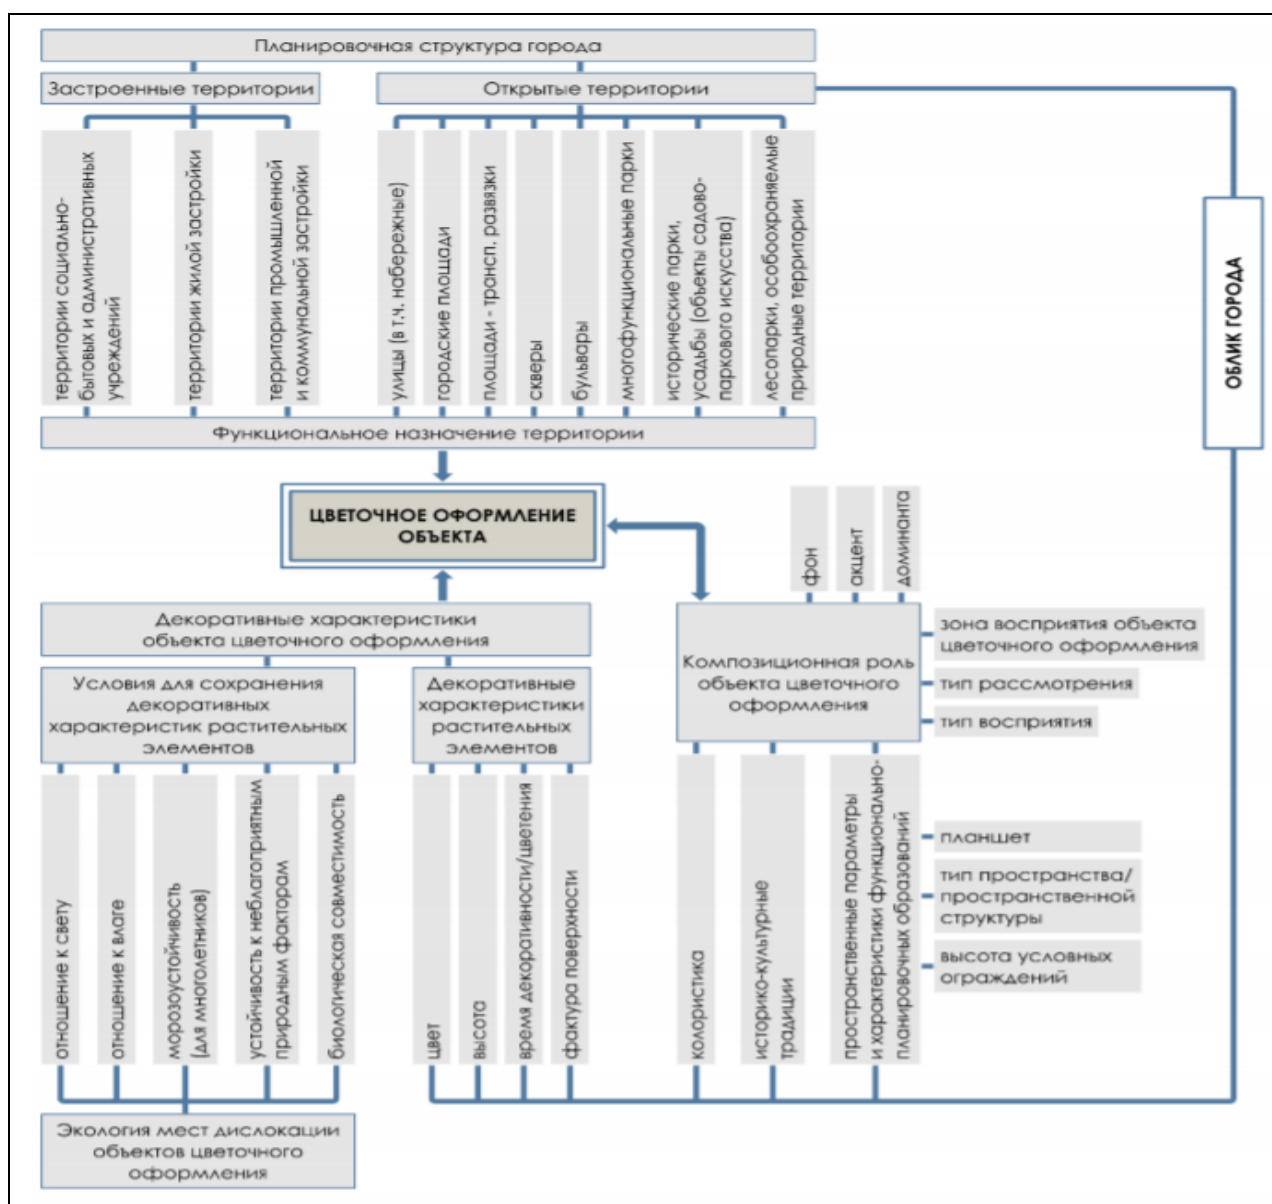 Планировочная структура города
Застроенные территории
Открытые территории
территории социально-
бытовых и административных
учреждений
территории жилой застройки
территории промышленной
и коммунальной застройки
улицы (в т.ч. набережные)
городские площади
площади - трансп. развязки
скверы
бульвары
многофункциональные парки
исторические парки,
усадьбы (объекты садово-
паркового искусства)
лесопарки, особоохраняемые
природные территории
ОБЛИК ГОРОДА
Функциональное назначение территории
ЦВЕТОЧНОЕ ОФОРМЛЕНИЕ
ОБЪЕКТА
фон
акцент
доминанта
Декоративные характеристики
объекта цветочного оформления
Композиционная роль
объекта цветочного
оформления
зона восприятия объекта
цветочного оформления
тип рассмотрения
тип восприятия
Условия для сохранения
декоративных
характеристик растительных
элементов
Декоративные
характеристики
растительных
элементов
отношение к свету
отношение к влаге
морозоустойчивость
(для многолетников)
устойчивость к неблагоприятным
природным факторам
биологическая совместимость
цвет
высота
время декоративности/цветения
фактура поверхности
колористика
историко-культурные
традиции
пространственные параметры
и характеристики функционально-
планировочных образований
планшет
тип пространства/
пространственной
структуры
высота условных
ограждений
Экология мест дислокации
объектов цветочного
оформления